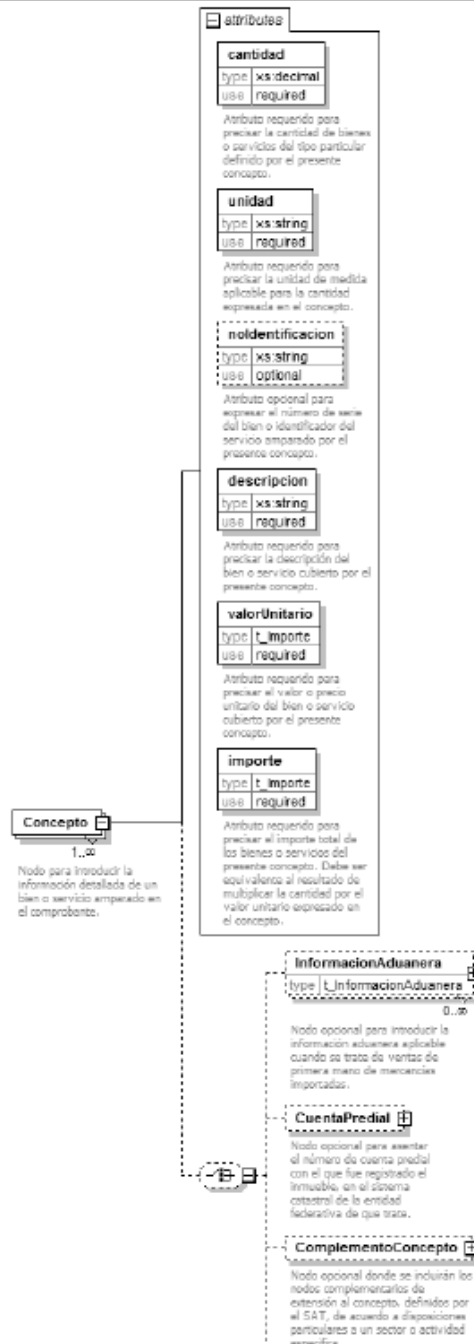 attributes
cantidad
type xs:decimal
use required
Atributo requerido para
precisar la cantidad de bienes
o servicios del tipo particular
definido por el presente
concepto.
unidad
type xs:string
use required
Atributo requerido para
precisar la unidad de medida
aplicable para la cantidad
expresada en el concepto.
noIdentificacion
type xs:string
use optional
Atributo opcional para
expresar el número de serie
del bien o identificador del
servicio amparado por el
presente concepto.
descripcion
type xs:string
use required
Atributo requerido para
precisar la descripción del
bien o servicio cubierto por el
presente concepto.
valorUnitario
type t_Importe
use required
Atributo requerido para
precisar el valor o precio
unitario del bien o servicio
cubierto por el presente
concepto.
importe
type t_Importe
use required
Atributo requerido para
precisar el importe total de
los bienes o servicios del
presente concepto. Debe ser
equivalente al resultado de
multiplicar la cantidad por el
valor unitario expresado en
el concepto.
Concepto
1..∞
Nodo para introducir la
información detallada de un
bien o servicio amparado en
el comprobante.
InformacionAduanera
type t_InformacionAduanera
0..∞
Nodo opcional para introducir la
información aduanera aplicable
cuando se trate de ventas de
primera mano de mercancías
importadas.
CuentaPredial
Nodo opcional para asentar
el número de cuenta predial
con el que fue registrado el
inmueble, en el sistema
catastral de la entidad
federativa de que trate.
ComplementoConcepto
Nodo opcional donde se incluirán los
nodos complementarios de
extensión al concepto, definidos por
el SAT, de acuerdo a disposiciones
particulares a un sector o actividad
específica